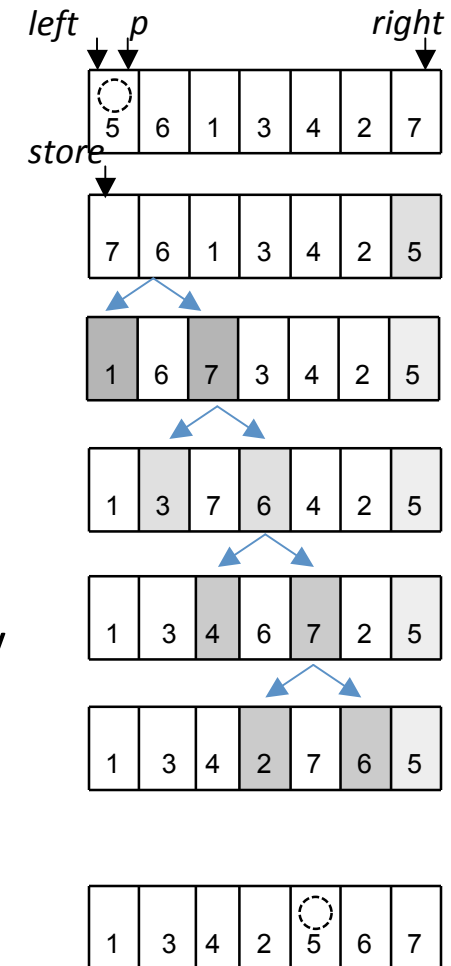 left p right
5 6 1 3 4 2 7
store
7 6 1 3 4 2 5
1 6 7 3 4 2 5
1 3 7 6 4 2 5
1 3 4 6 7 2 5
1 3 4 2 7 6 5
1 3 4 2 5 6 7